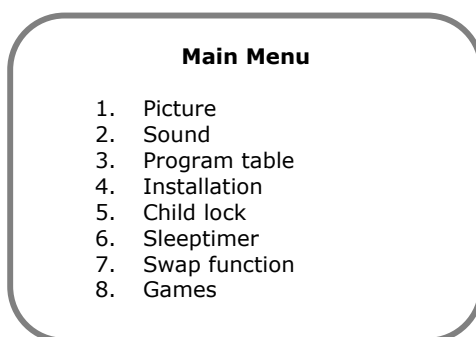 Main Menu
1. Picture
2. Sound
3. Program table
4. Installation
5. Child lock
6. Sleeptimer
7. Swap function
8. Games